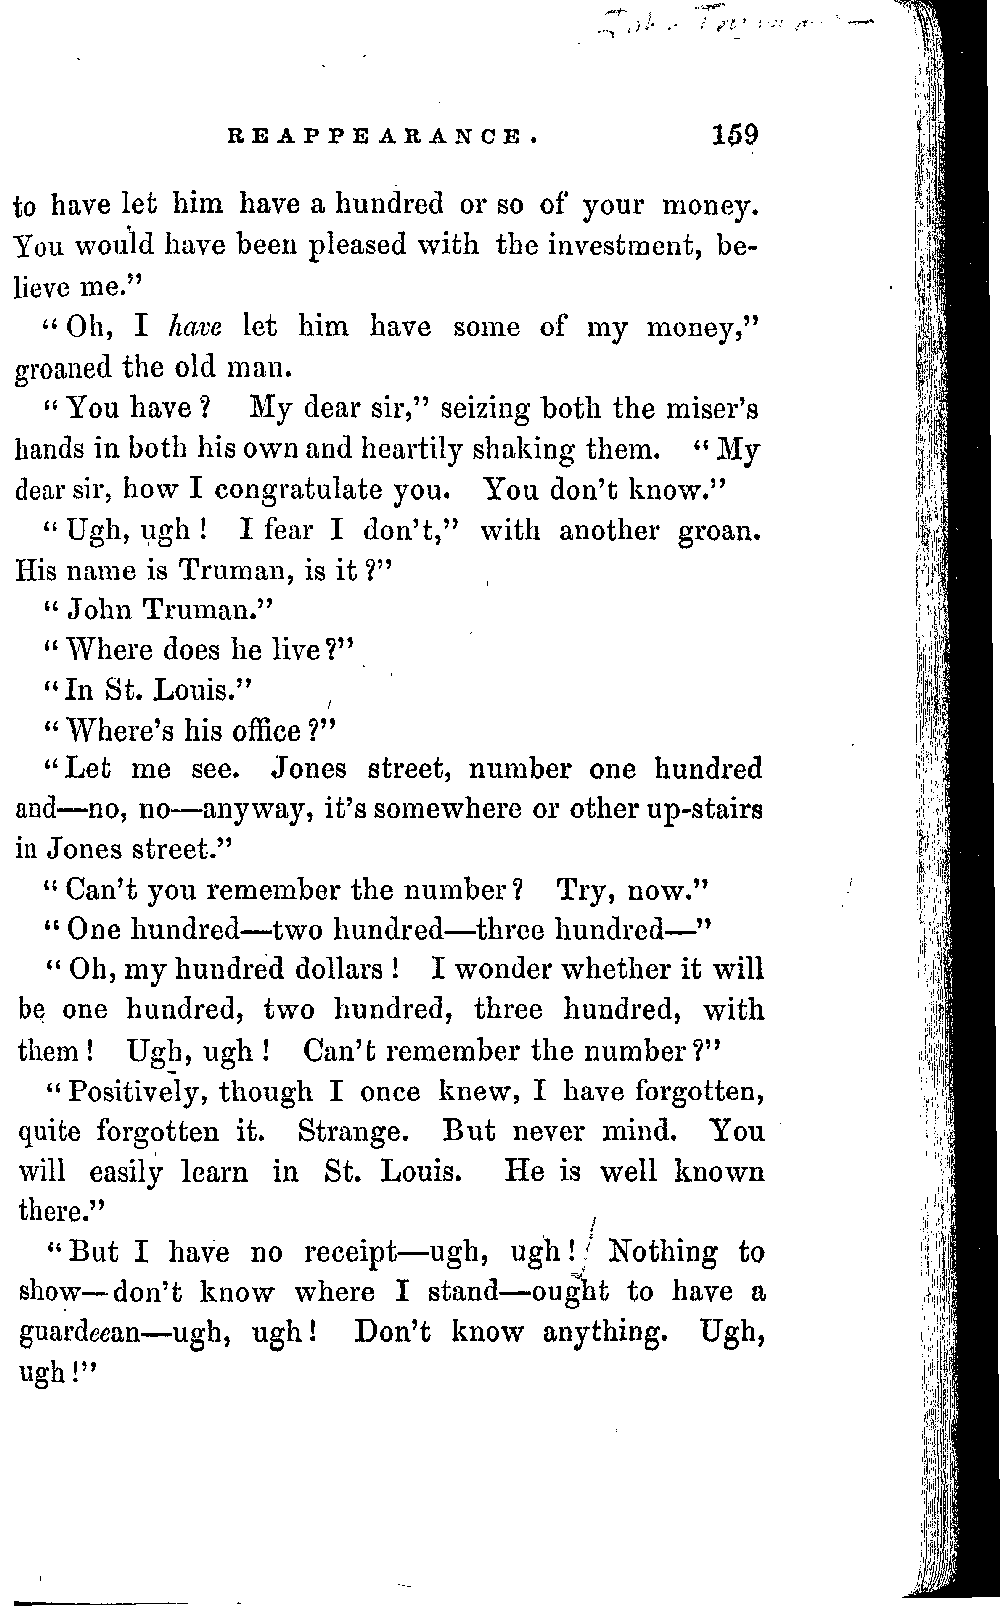 John Truman—
REAPPEARANCE. 159
to have let him have a hundred or so of your money.
You would have been pleased with the investment, be-
lieve me.”
“Oh, I have let him have some of my money,”
groaned the old man.
“You have? My dear sir,” seizing both the miser’s
hands in both his own and heartily shaking them. “My
dear sir, how I congratulate you. You don’t know.”
“Ugh, ugh! I fear I don’t,” with another groan.
His name is Truman, is it?”
“John Truman.”
“Where does he live?”
“In St. Louis.”
“Where’s his office?”
“Let me see. Jones street, number one hundred
and—no, no—anyway, it’s somewhere or other up-stairs
in Jones street.”
“Can’t you remember the number? Try, now.”
“One hundred—two hundred—three hundred—”
“Oh, my hundred dollars! I wonder whether it will
be one hundred, two hundred, three hundred, with
them! Ugh, ugh! Can’t remember the number?”
“Positively, though I once knew, I have forgotten,
quite forgotten it. Strange. But never mind. You
will easily learn in St. Louis. He is well known
there.”
“But I have no receipt—ugh, ugh! Nothing to
show—don’t know where I stand—ought to have a
guardeean—ugh, ugh! Don’t know anything. Ugh,
ugh!”